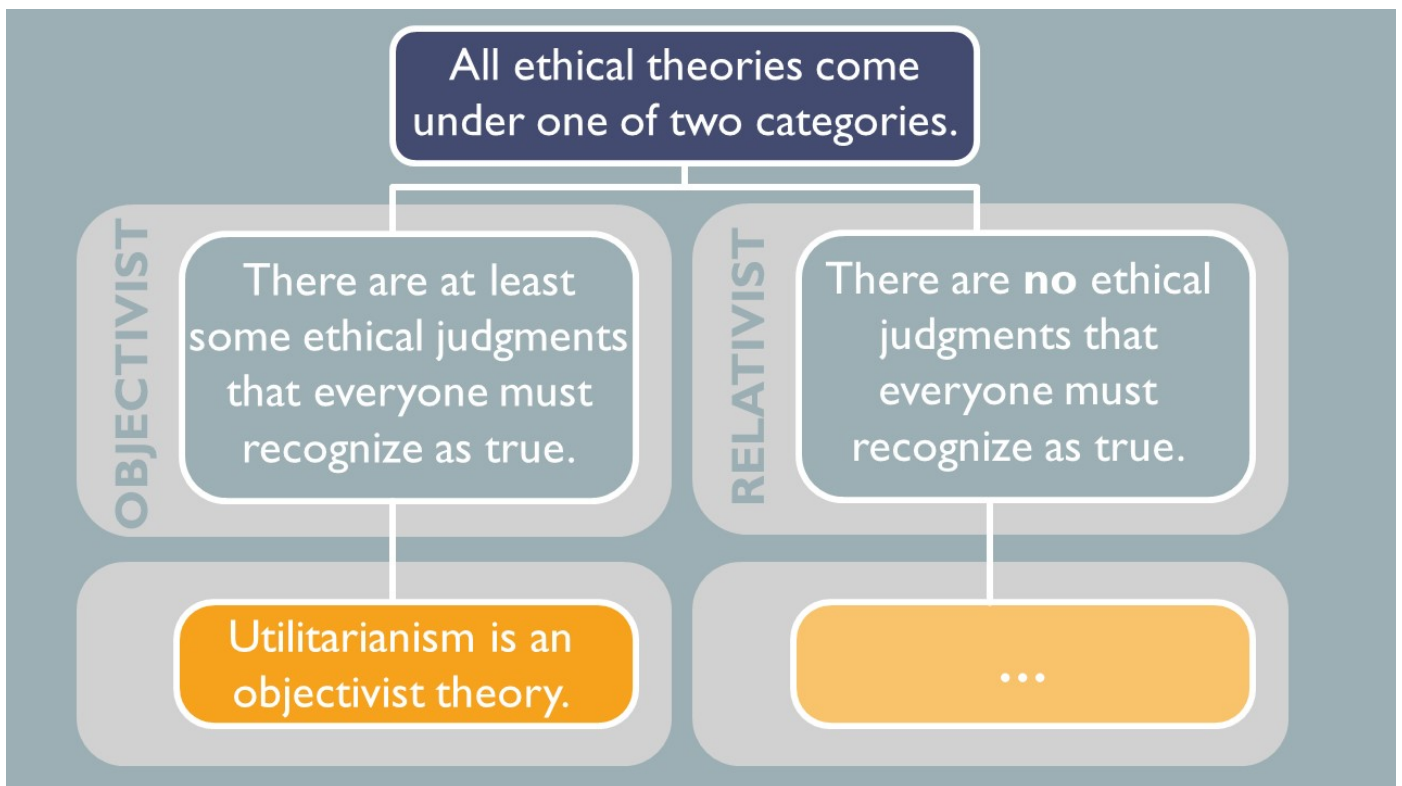 All ethical theories come
under one of two categories.
OBJECTIVIST
There are at least
some ethical judgments
that everyone must
recognize as true.
RELATIVIST
There are no ethical
judgments that
everyone must
recognize as true.
Utilitarianism is an
objectivist theory.
...